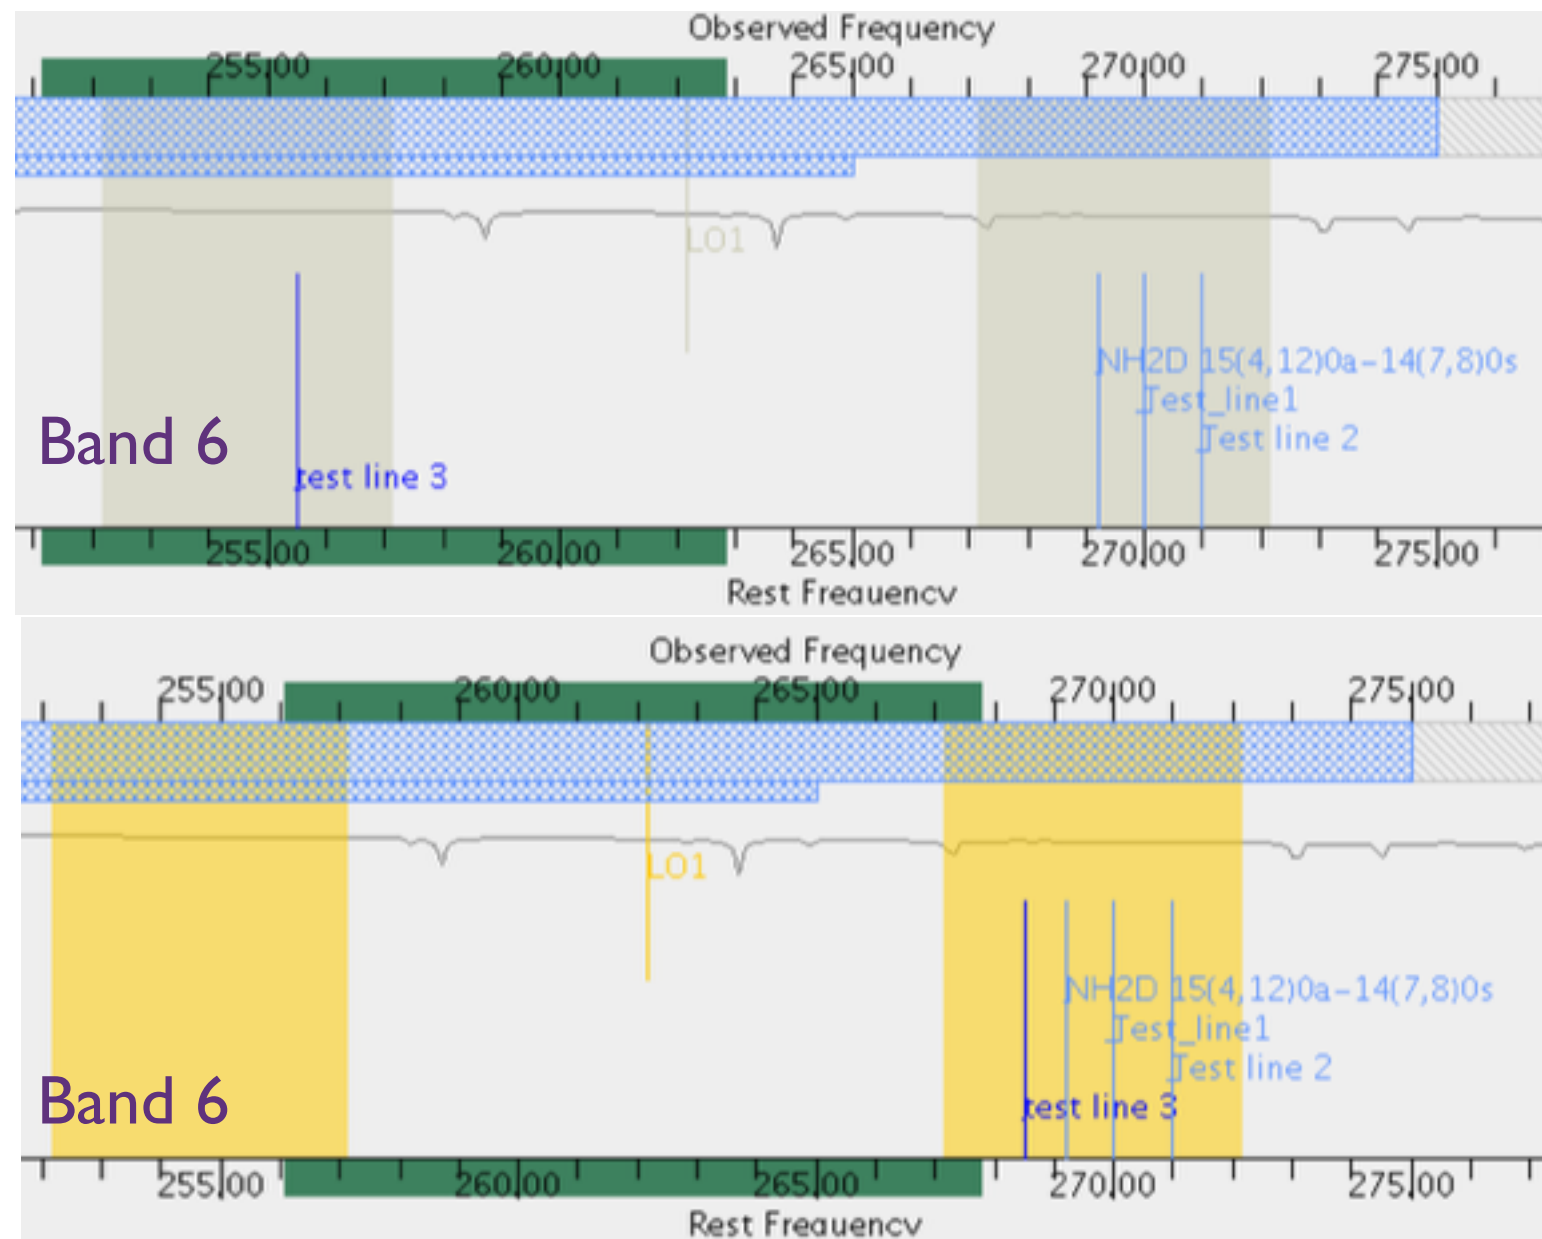 Observed Frequency
255.00 260.00 265.00 270.00 275.00
LO1
NH2D 15(4,12)0a-14(7,8)0s
Test_line1
Test line 2
Band 6
test line 3
255.00 260.00 265.00 270.00 275.00
Rest Frequency
Observed Frequency
255.00 260.00 265.00 270.00 275.00
LO1
NH2D 15(4,12)0a-14(7,8)0s
Test_line1
Test line 2
Band 6
test line 3
255.00 260.00 265.00 270.00 275.00
Rest Frequency